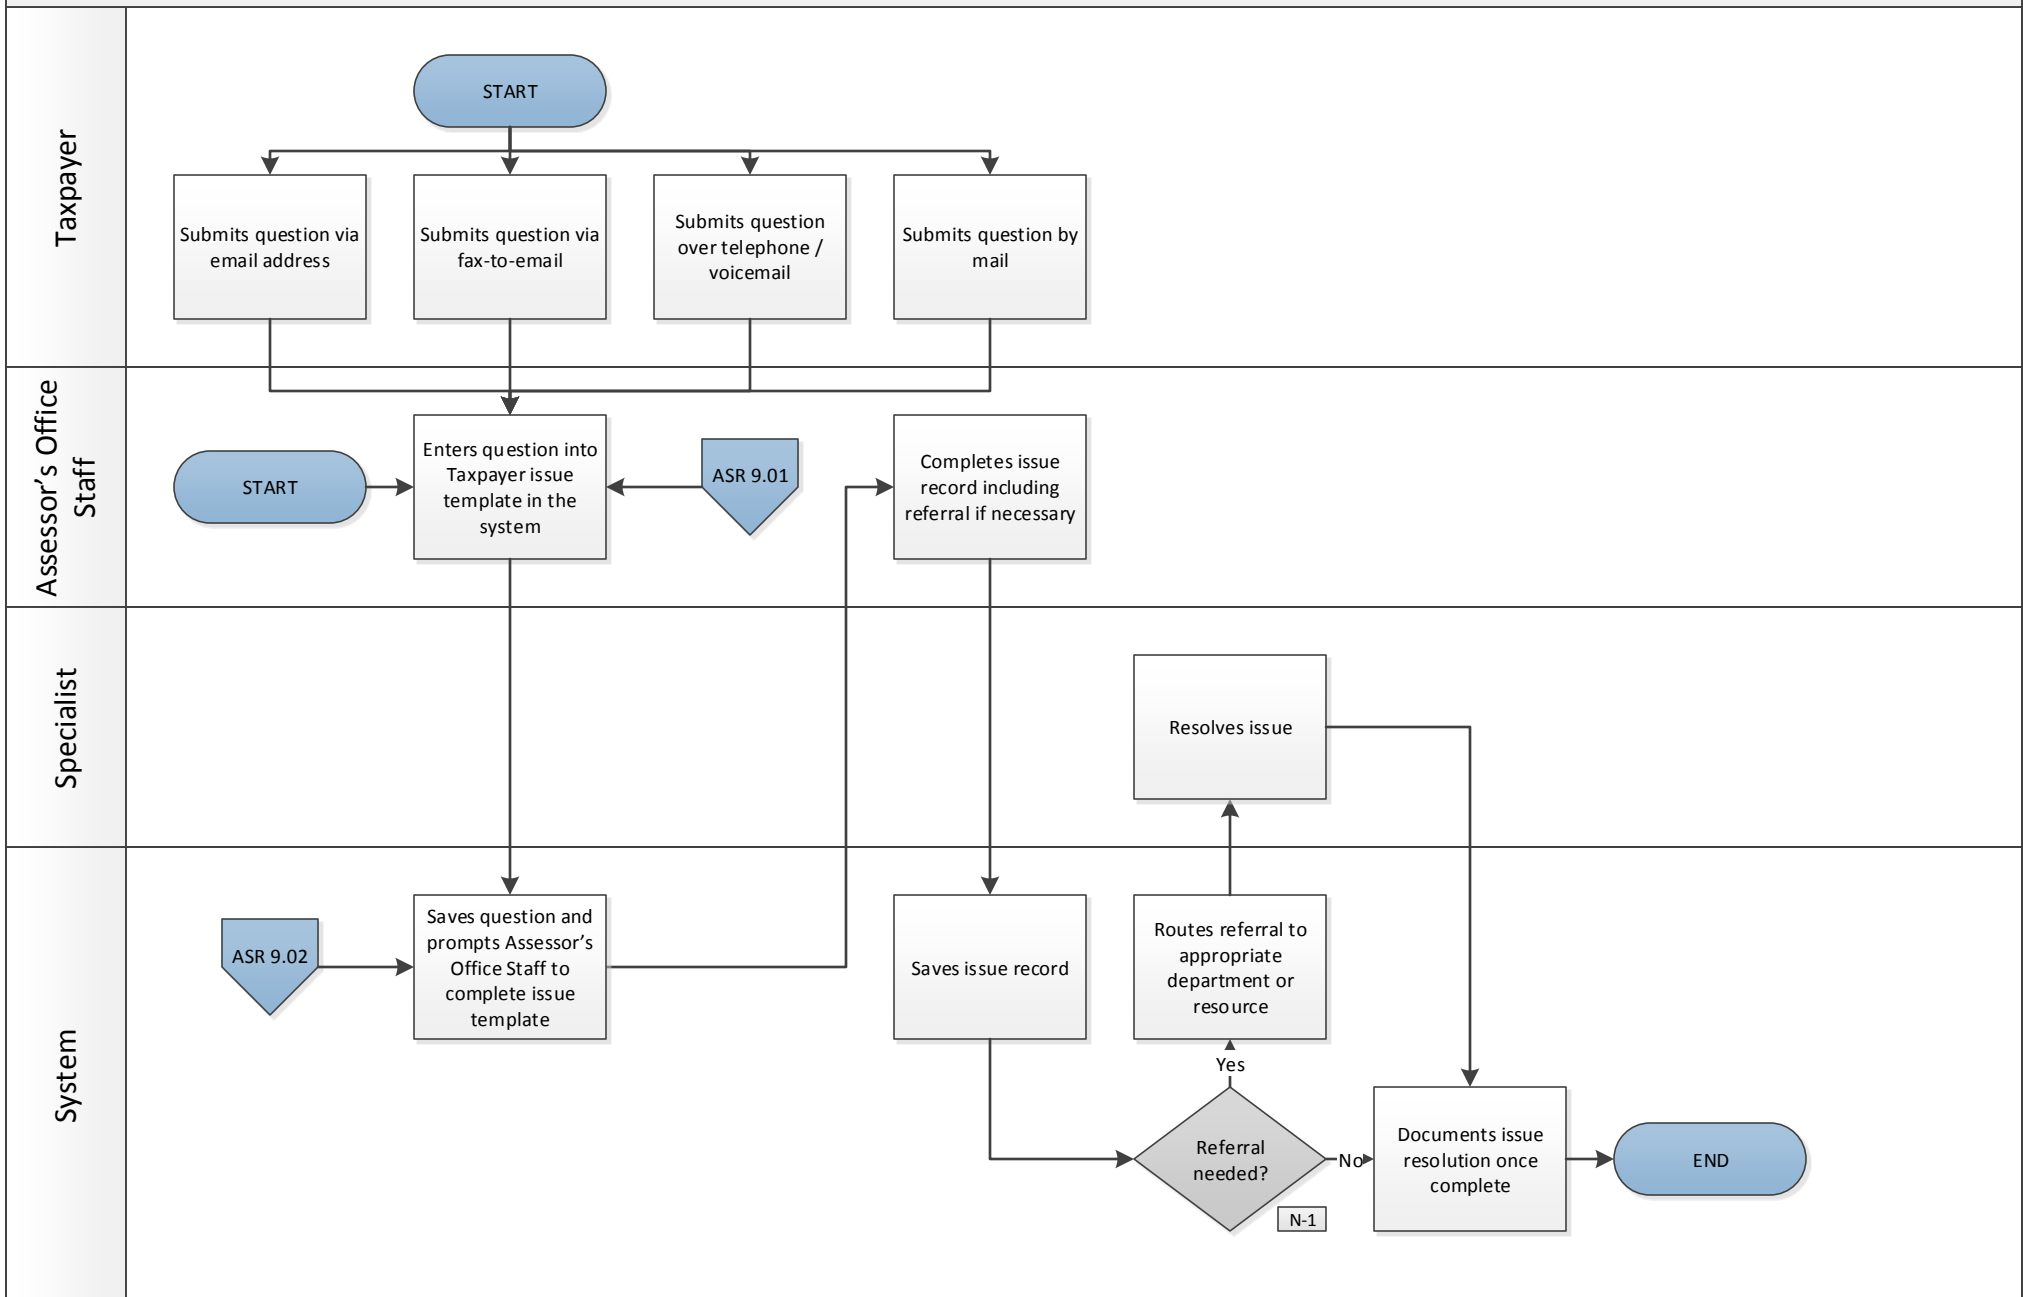 Taxpayer
START
Submits question via
email address
Submits question via
fax-to-email
Submits question
over telephone /
voicemail
Submits question by
mail
Assessor's Office
Staff
START
Enters question into
Taxpayer issue
template in the
system
ASR 9.01
Completes issue
record including
referral if necessary
Specialist
Resolves issue
System
ASR 9.02
Saves question and
prompts Assessor's
Office Staff to
complete issue
template
Saves issue record
Routes referral to
appropriate
department or
resource
Yes
Referral
needed?
No
N-1
Documents issue
resolution once
complete
END